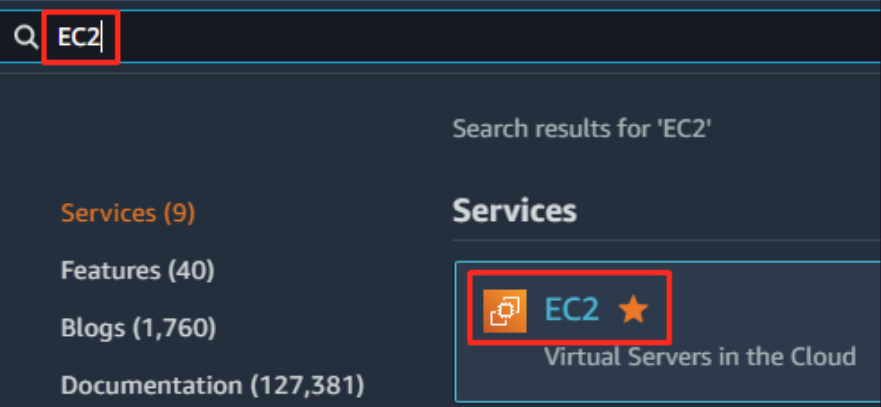 EC2
Search results for 'EC2'
Services (9)
Features (40)
Blogs (1,760)
Documentation (127,381)
Services
EC2
Virtual Servers in the Cloud